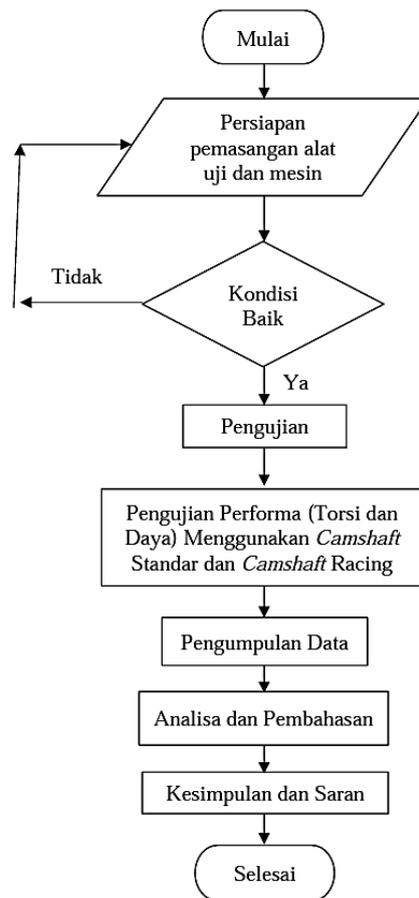 Mulai
Persiapan
pemasangan alat
uji dan mesin
Tidak
Kondisi
Baik
Ya
Pengujian
Pengujian Performa (Torsi dan
Daya) Menggunakan Camshaft
Standar dan Camshaft Racing
Pengumpulan Data
Analisa dan Pembahasan
Kesimpulan dan Saran
Selesai